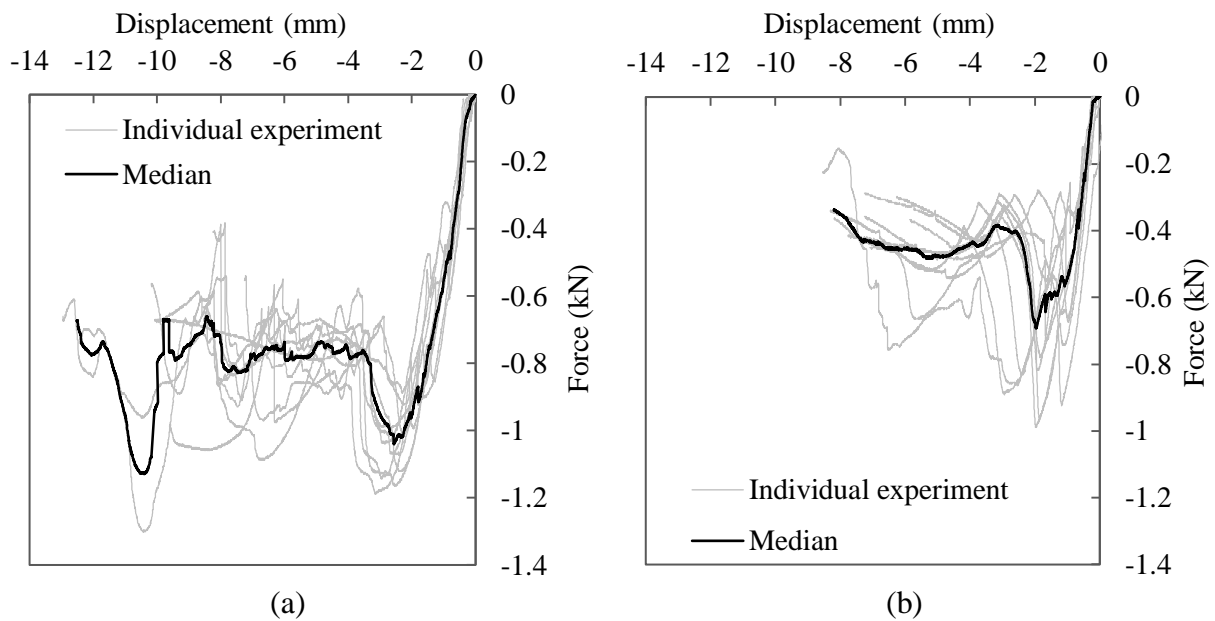 Displacement (mm)
-14 -12 -10 -8 -6 -4 -2 0
0
-0.2
-0.4
-0.6
-0.8
-1
-1.2
-1.4
Force (kN)
Individual experiment
Median
(a)
Displacement (mm)
-14 -12 -10 -8 -6 -4 -2 0
0
-0.2
-0.4
-0.6
-0.8
-1
-1.2
-1.4
Force (kN)
Individual experiment
Median
(b)